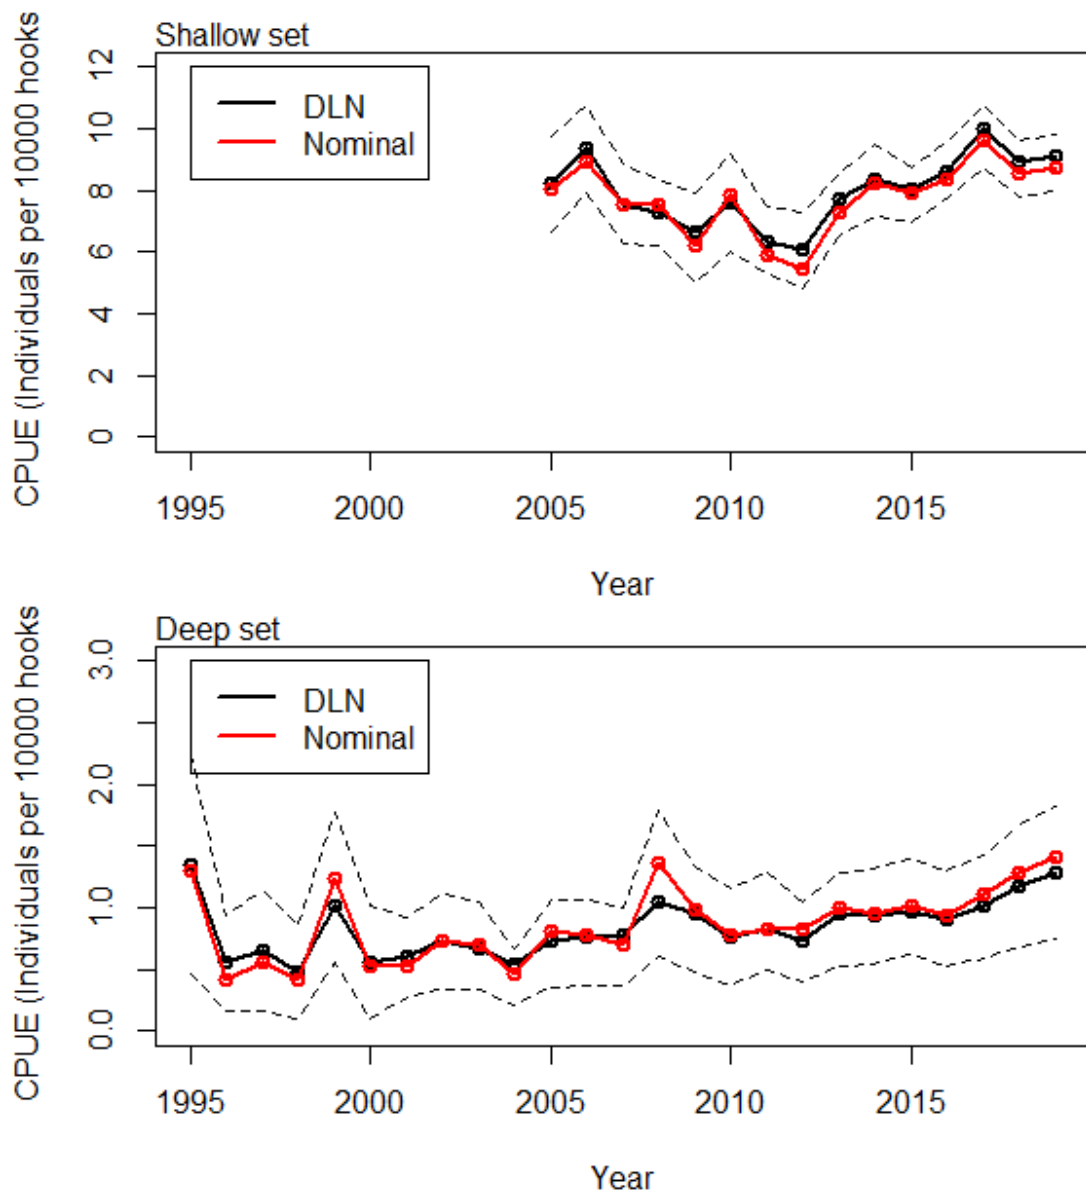 Shallow set
CPUE (Individuals per 10000 hooks
12
10
8
6
4
2
0
DLN
Nominal
1995 2000 2005 2010 2015
Year
Deep set
CPUE (Individuals per 10000 hooks
3.0
2.0
1.0
0.0
DLN
Nominal
1995 2000 2005 2010 2015
Year